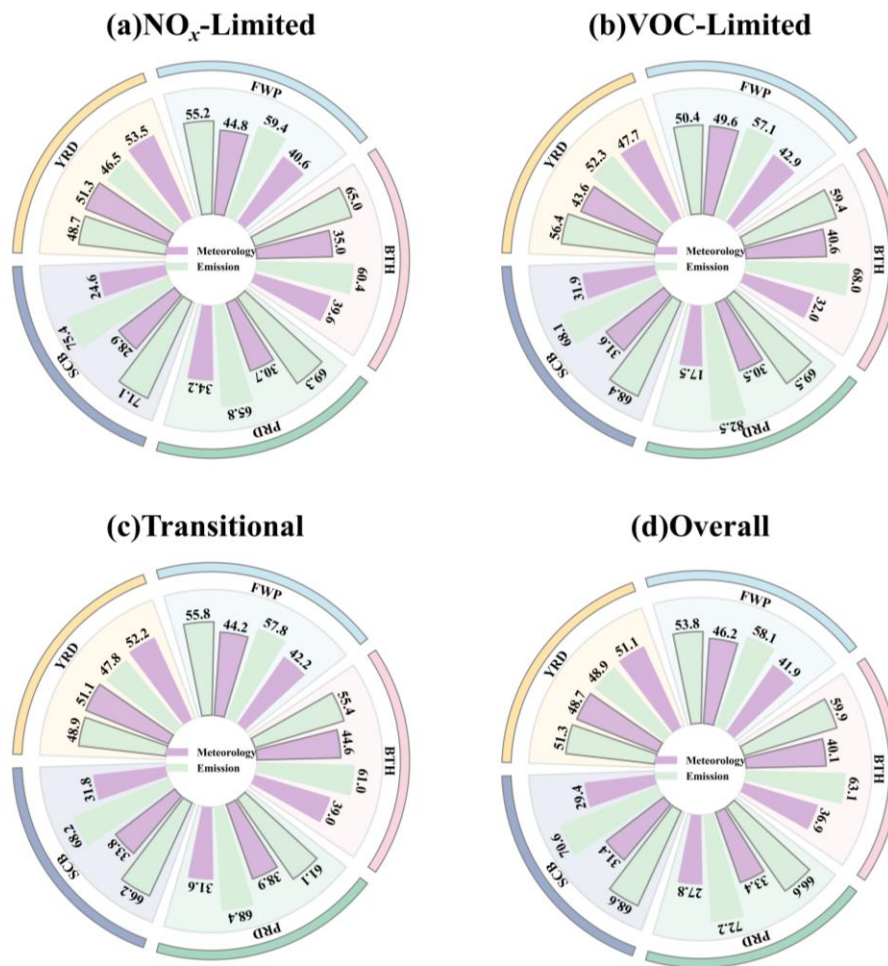 (a)NOx-Limited
FWP
55.2
44.8
59.4
40.6
BTH
65.0
35.0
60.4
39.6
PRD
69.3
30.7
65.8
34.2
SCB
71.1
28.9
75.4
24.6
YRD
48.7
51.3
46.5
53.5
Meteorology
Emission
(b)VOC-Limited
FWP
50.4
49.6
57.1
42.9
BTH
59.4
40.6
68.0
32.0
PRD
69.5
30.5
82.5
17.5
SCB
68.4
31.6
68.1
31.9
YRD
56.4
43.6
52.3
47.7
Meteorology
Emission
(c)Transitional
FWP
55.8
44.2
57.8
42.2
BTH
55.4
44.6
61.0
39.0
PRD
61.1
38.9
68.4
31.6
SCB
66.2
33.8
68.2
31.8
YRD
48.9
51.1
47.8
52.2
Meteorology
Emission
(d)Overall
FWP
53.8
46.2
58.1
41.9
BTH
59.9
40.1
63.1
36.9
PRD
66.6
33.4
72.2
27.8
SCB
68.6
31.4
70.6
29.4
YRD
51.3
48.7
48.9
51.1
Meteorology
Emission